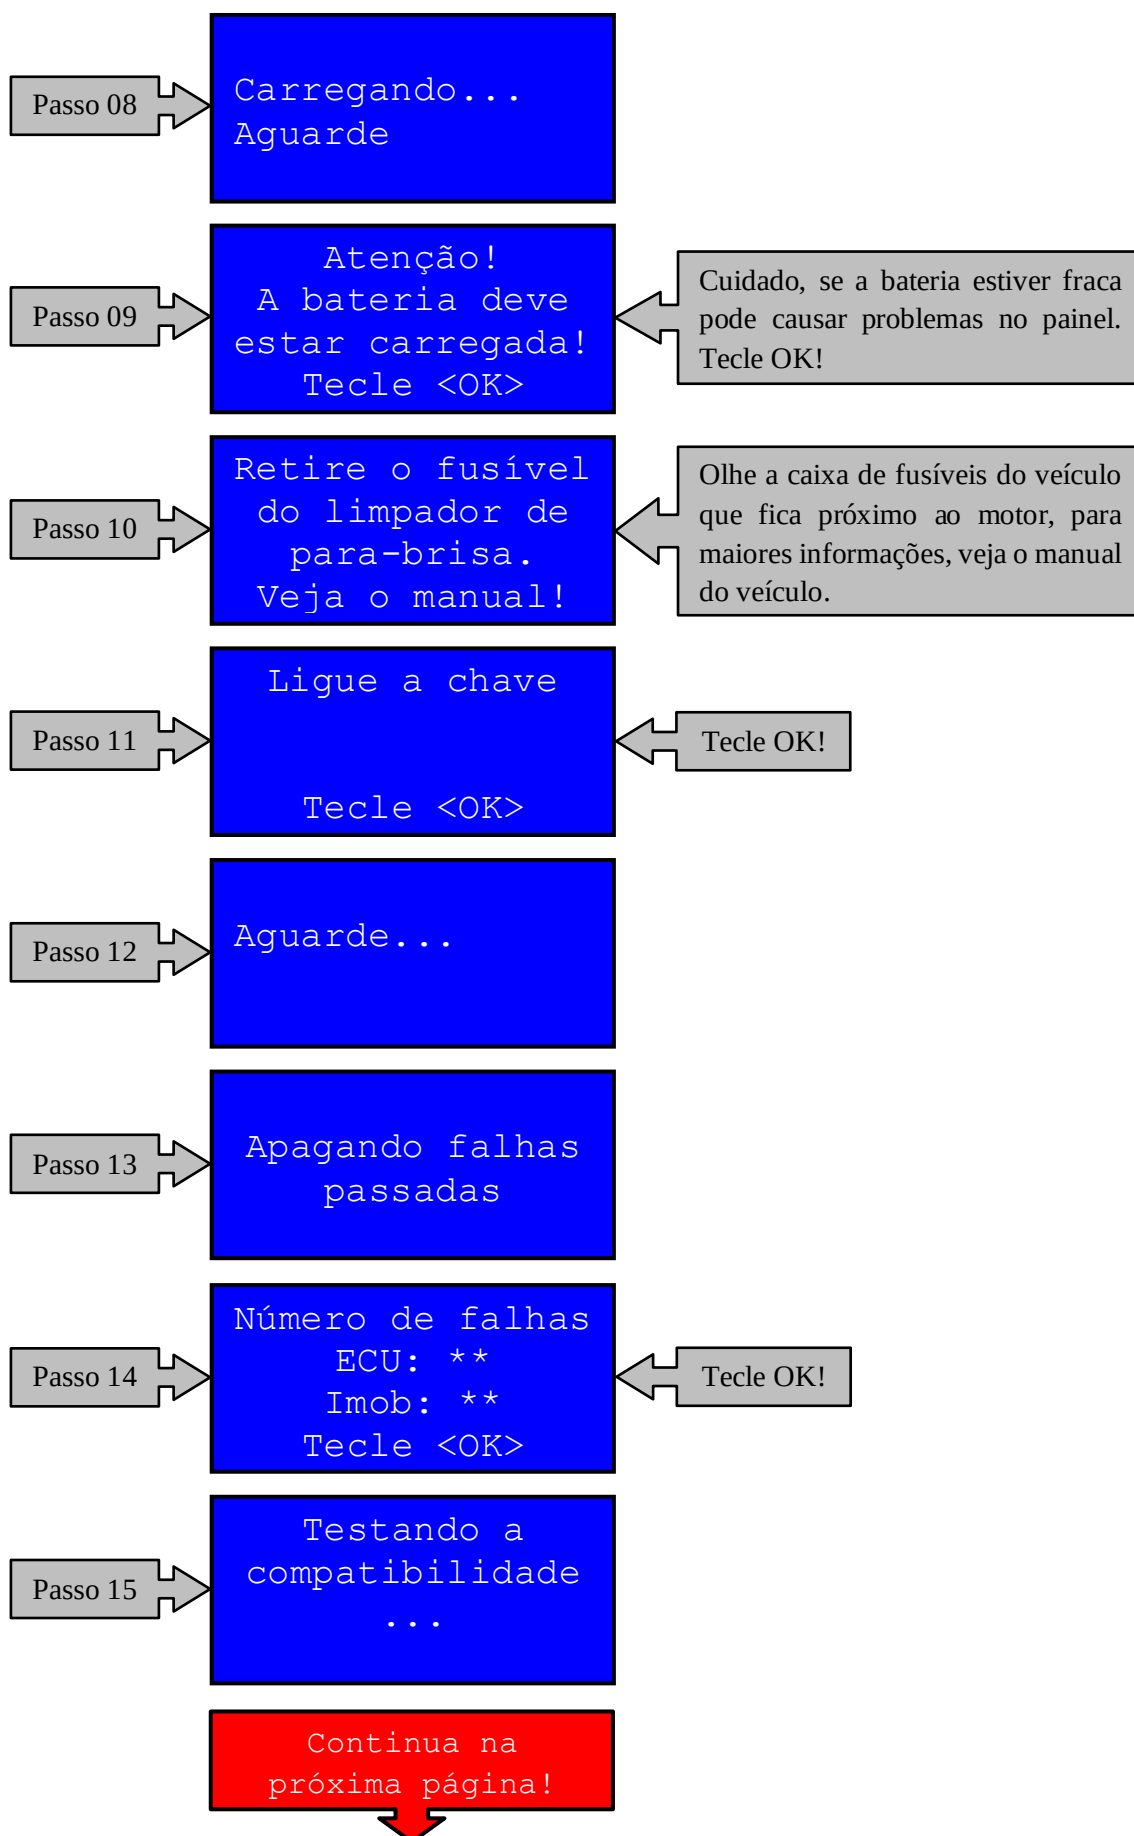 Passo 08
Carregando...
Aguarde
Passo 09
Atenção!
A bateria deve
estar carregada!
Tecle <OK>
Cuidado, se a bateria estiver fraca
pode causar problemas no painel.
Tecle OK!
Passo 10
Retire o fusível
do limpador de
para-brisa.
Veja o manual!
Olhe a caixa de fusíveis do veículo
que fica próximo ao motor, para
maiores informações, veja o manual
do veículo.
Passo 11
Ligue a chave
Tecle <OK>
Tecle OK!
Passo 12
Aguarde...
Passo 13
Apagando falhas
passadas
Passo 14
Número de falhas
ECU: **
Imob: **
Tecle <OK>
Tecle OK!
Passo 15
Testando a
compatibilidade
...
Continua na
próxima página!